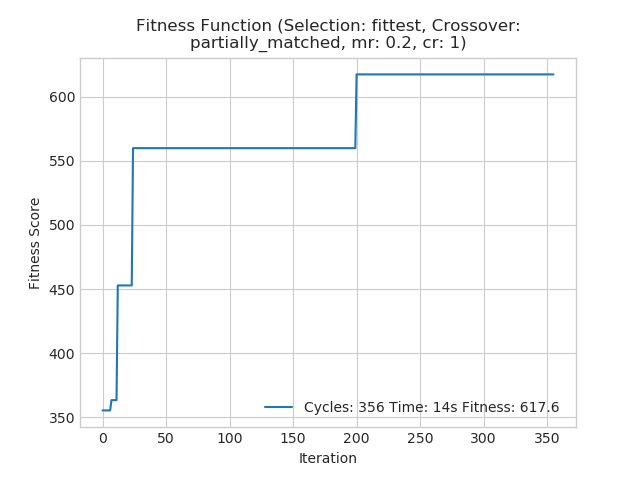 Fitness Function (Selection: fittest, Crossover:
partially_matched, mr: 0.2, cr: 1)
Fitness Score
600
550
500
450
400
350
Cycles: 356 Time: 14s Fitness: 617.6
0 50 100 150 200 250 300 350
Iteration